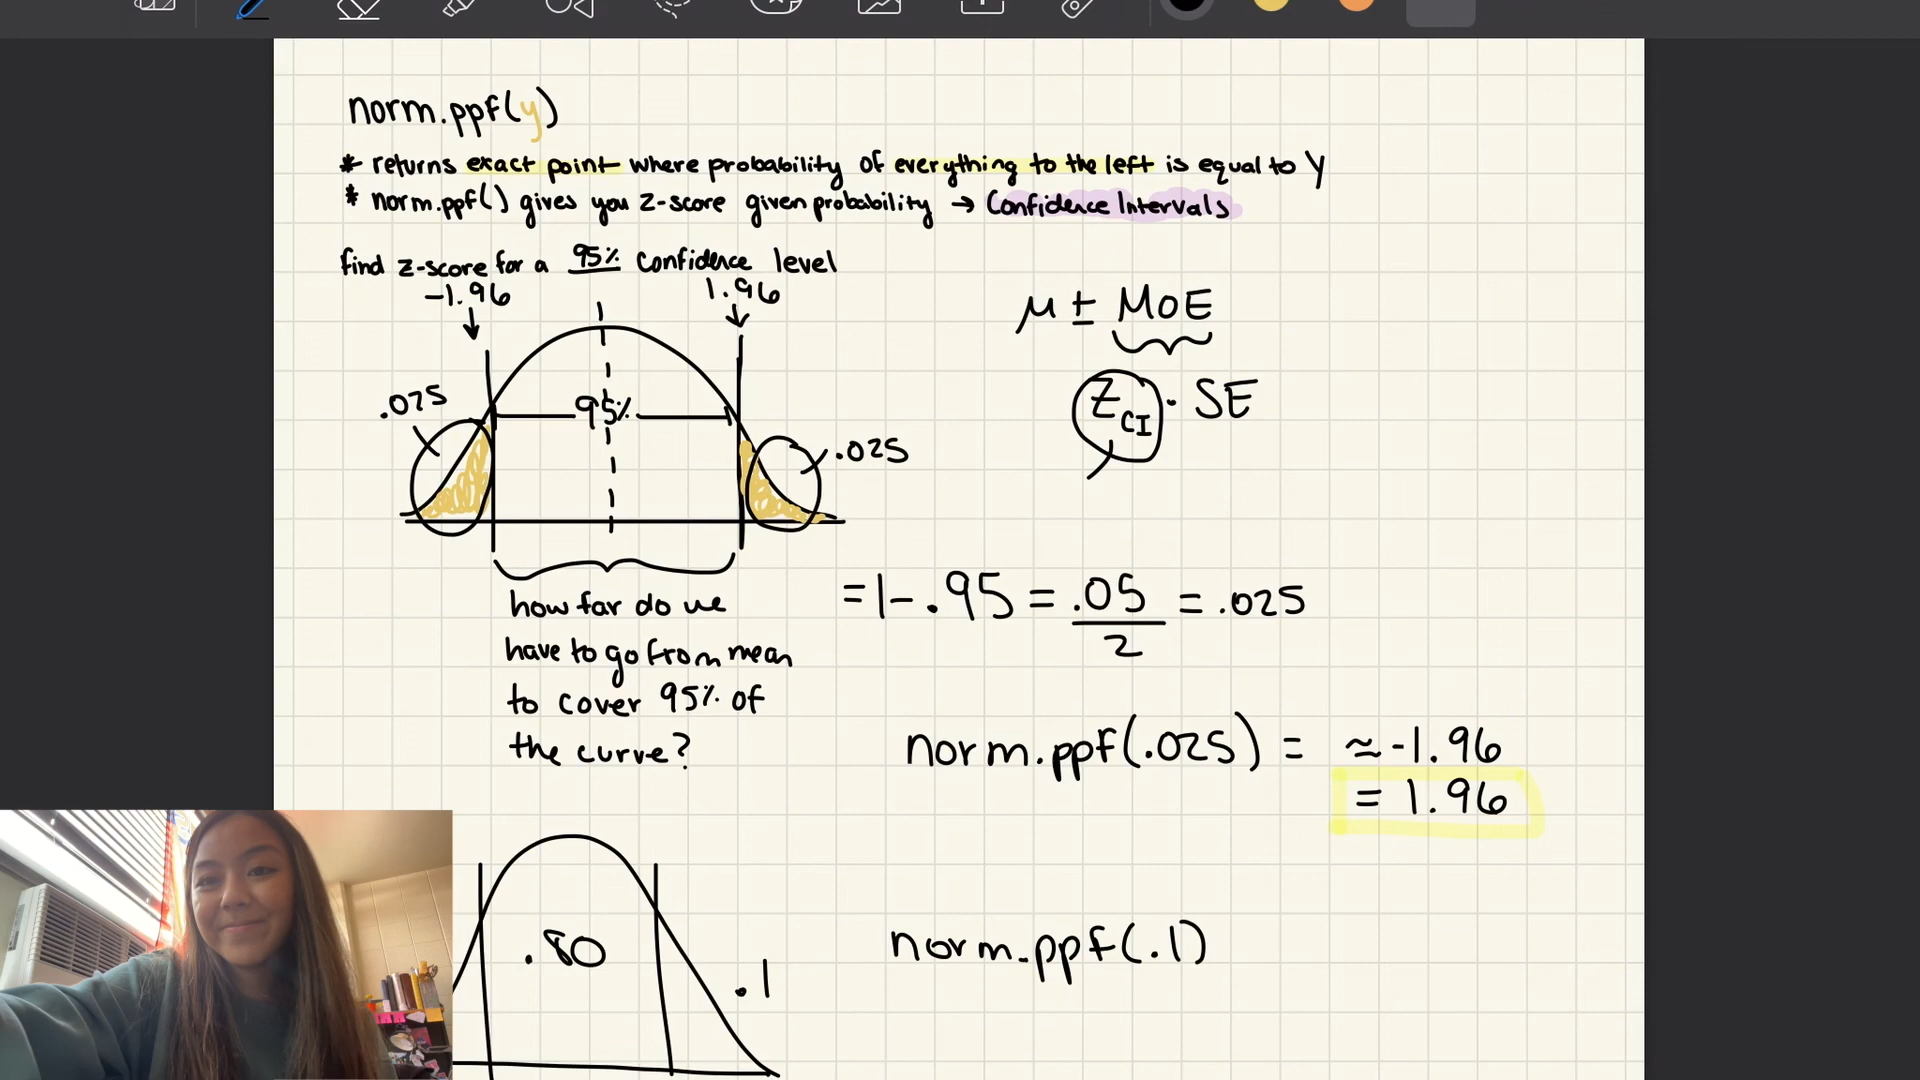 norm.ppf(y)
* returns exact point where probability of everything to the left is equal to Y
* norm.ppf() gives you z-score given probability → Confidence Intervals
find z-score for a 95% confidence level
-1.96
1.96
μ ± MOE
Z CI · SE
.025
95%
.025
= 1 - .95 = .05 / 2 = .025
how far do we
have to go from mean
to cover 95% of
the curve?
norm.ppf(.025) = ≈ -1.96
= 1.96
.80
.1
norm.ppf(.1)